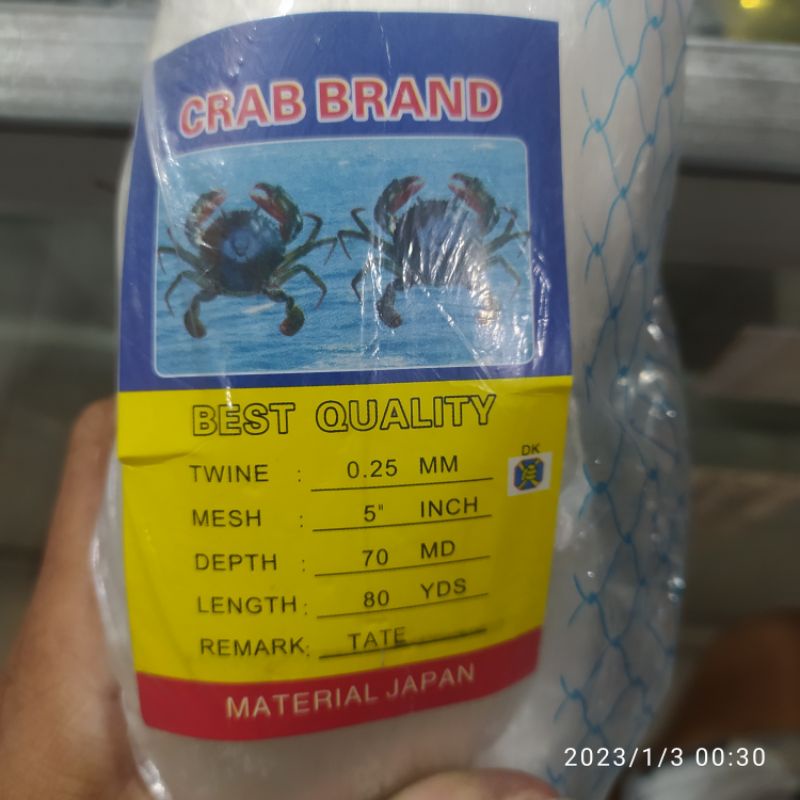 CRAB BRAND
BEST QUALITY
DK
TWINE : 0.25 MM
MESH : 5" INCH
DEPTH : 70 MD
LENGTH : 80 YDS
REMARK : TATE
MATERIAL JAPAN
2023/1/3 00:30